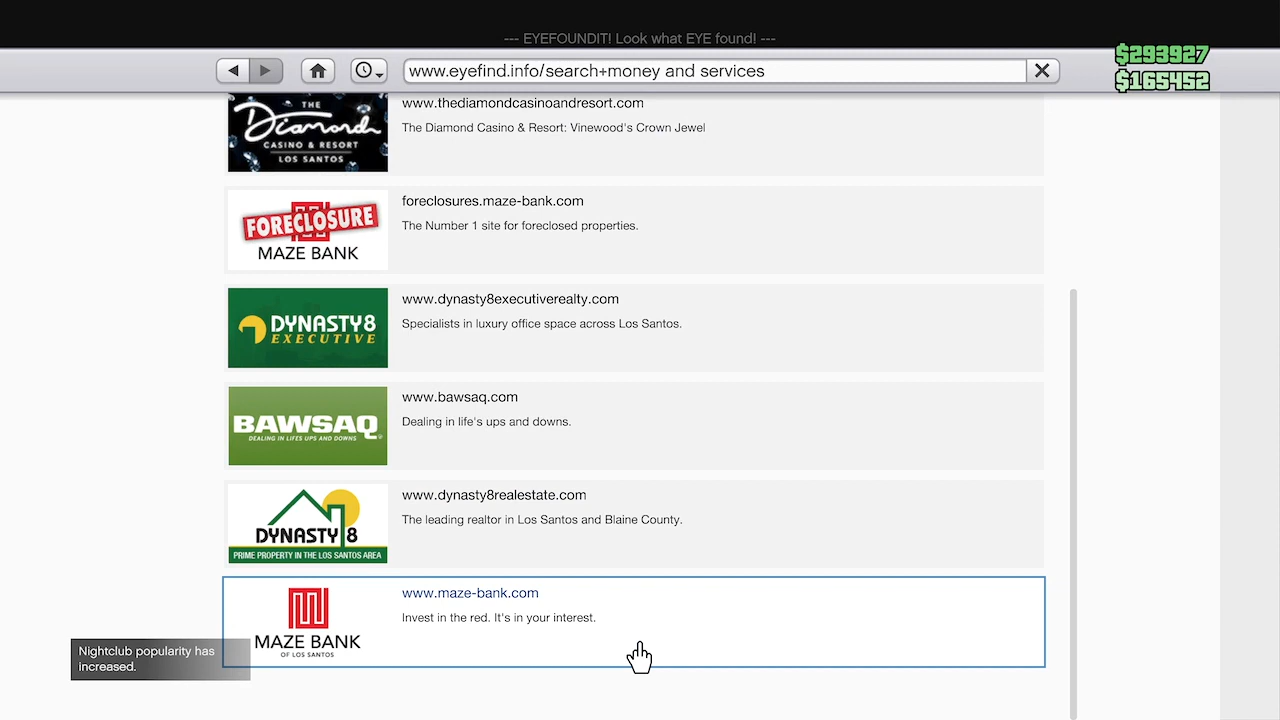 --- EYEFOUNDIT! Look what EYE found! ---
$293927
www.eyefind.info/search+money and services
$165452
THE
Diamond
CASINO & RESORT
LOS SANTOS
www.thediamondcasinoandresort.com
The Diamond Casino & Resort: Vinewood's Crown Jewel
FORECLOSURE
MAZE BANK
foreclosures.maze-bank.com
The Number 1 site for foreclosed properties.
DYNASTY8
EXECUTIVE
www.dynasty8executiverealty.com
Specialists in luxury office space across Los Santos.
BAWSAQ
DEALING IN LIFES UPS AND DOWNS
www.bawsaq.com
Dealing in life's ups and downs.
DYNASTY 8
PRIME PROPERTY IN THE LOS SANTOS AREA
www.dynasty8realestate.com
The leading realtor in Los Santos and Blaine County.
MAZE BANK
OF LOS SANTOS
www.maze-bank.com
Invest in the red. It's in your interest.
Nightclub popularity has
increased.